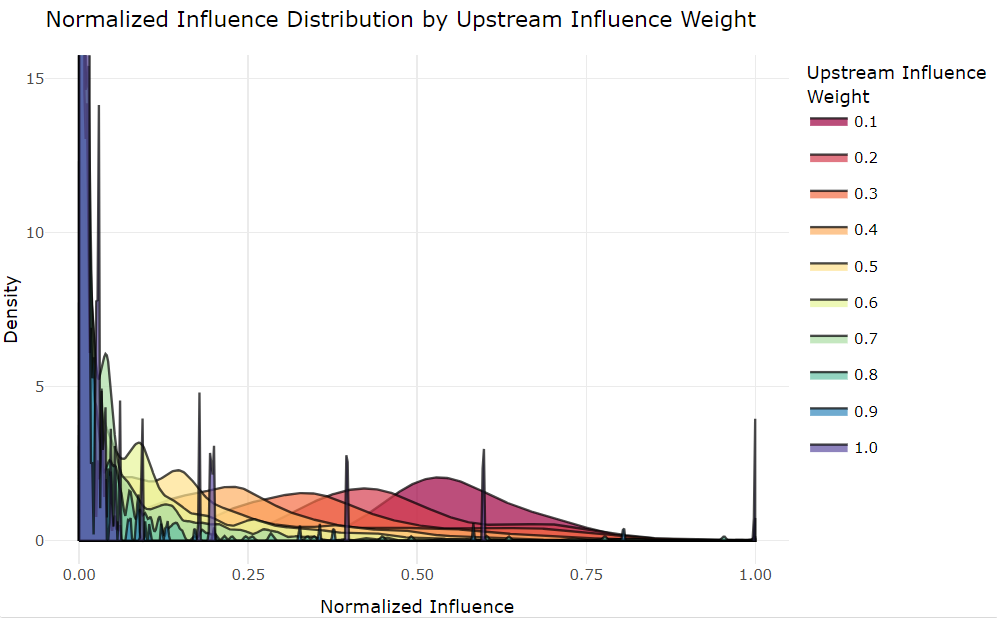 Normalized Influence Distribution by Upstream Influence Weight
Upstream Influence
Weight
0.1
0.2
0.3
0.4
0.5
0.6
0.7
0.8
0.9
1.0
Density
15
10
5
0
0.00 0.25 0.50 0.75 1.00
Normalized Influence